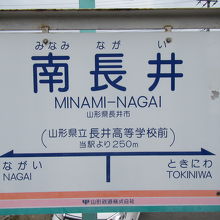 みなみ ながい
南長井
MINAMI-NAGAI
山形県長井市
(山形県立長井高等学校前)
当駅より250m
ながい ときにわ
NAGAI TOKINIWA
山形鉄道株式会社